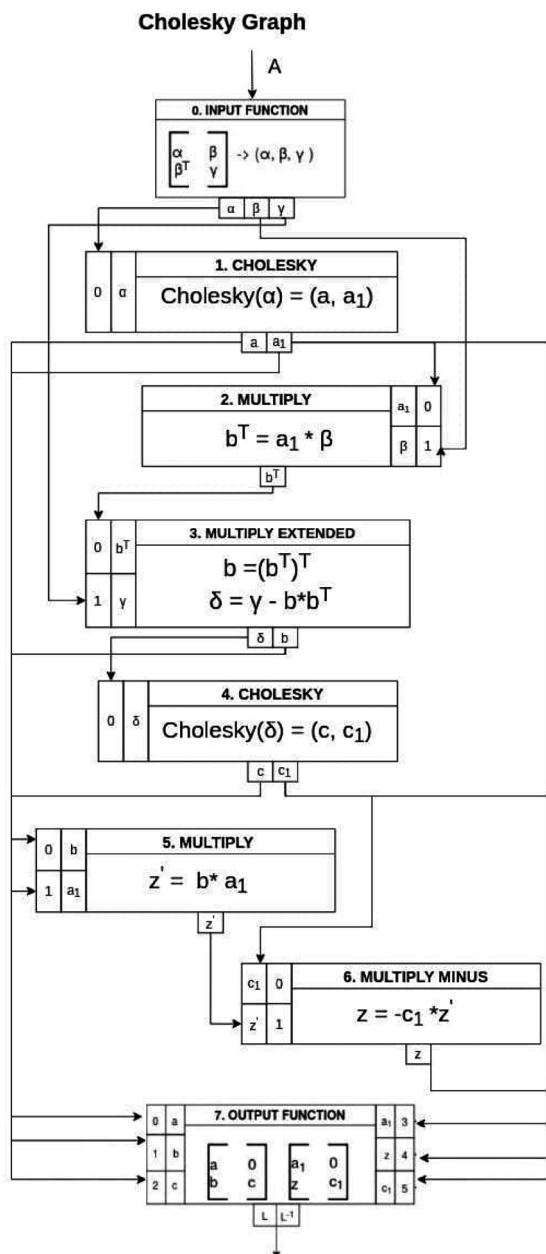 Cholesky Graph
A
0. INPUT FUNCTION
α β
βᵀ γ
-> (α, β, γ )
α β γ
1. CHOLESKY
0 α
Cholesky(α) = (a, a₁)
a a₁
2. MULTIPLY
bᵀ = a₁ * β
a₁ 0
β 1
bᵀ
3. MULTIPLY EXTENDED
0 bᵀ
1 γ
b =(bᵀ)ᵀ
δ = γ - b*bᵀ
δ b
4. CHOLESKY
0 δ
Cholesky(δ) = (c, c₁)
c c₁
5. MULTIPLY
0 b
1 a₁
z' = b* a₁
z'
6. MULTIPLY MINUS
c₁ 0
z' 1
z = -c₁ *z'
z
7. OUTPUT FUNCTION
0 a
1 b
2 c
a 0
b c
a₁ 0
z c₁
a₁ 3
z 4
c₁ 5
L L⁻¹